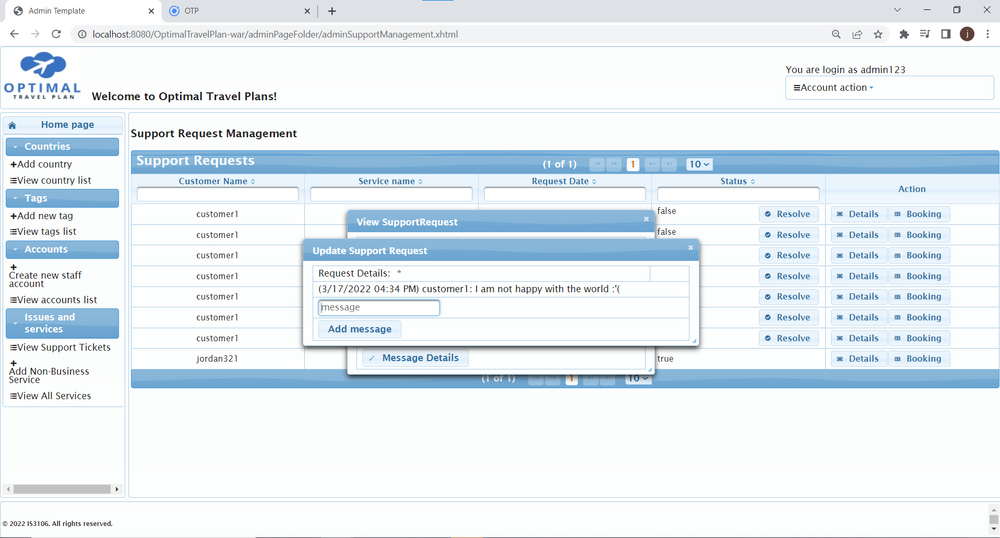 Admin Template
OTP
localhost:8080/OptimalTravelPlan-war/adminPageFolder/adminSupportManagement.xhtml
j
OPTIMAL
TRAVEL PLAN
Welcome to Optimal Travel Plans!
You are login as admin123
Account action
Home page
Countries
Add country
View country list
Tags
Add new tag
View tags list
Accounts
Create new staff
account
View accounts list
Issues and
services
View Support Tickets
Add Non-Business
Service
View All Services
Support Request Management
Support Requests
(1 of 1) 1 10
Customer Name Service name Request Date Status Action
customer1 false Resolve Details Booking
customer1 false Resolve Details Booking
customer1 Resolve Details Booking
customer1 Resolve Details Booking
customer1 Resolve Details Booking
customer1 Resolve Details Booking
customer1 Resolve Details Booking
jordan321 true Details Booking
(1 of 1) 1 10
View SupportRequest
Update Support Request
Request Details: *
(3/17/2022 04:34 PM) customer1: I am not happy with the world :'(
message
Add message
Message Details
© 2022 IS3106. All rights reserved.